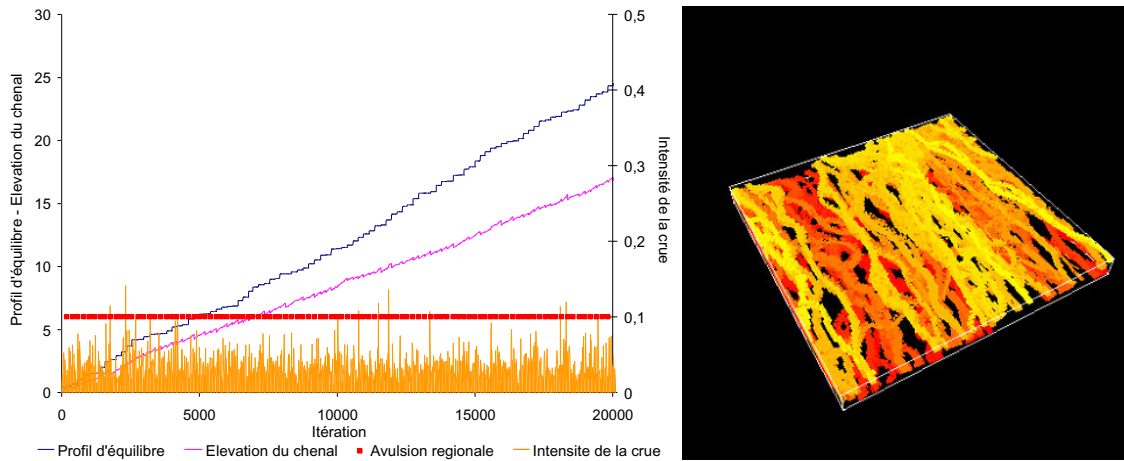 Profil d'équilibre - Elevation du chenal
30
25
20
15
10
5
0
0,5
0,4
0,3
0,2
0,1
0
Intensité de la crue
0 5000 10000 15000 20000
Itération
Profil d'équilibre Elevation du chenal Avulsion regionale Intensite de la crue